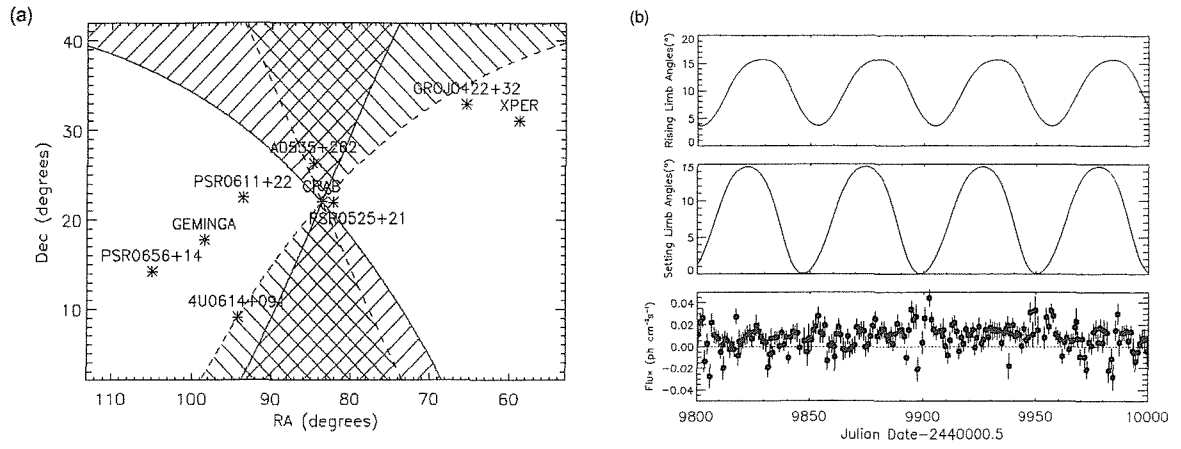 (a)
40
30
20
10
Dec (degrees)
GROJ0422+32
XPER
A0535+262
PSR0611+22
CRAB
PSR0525+21
GEMINGA
PSR0656+14
4U0614+091
110 100 90 80 70 60
RA (degrees)
(b)
20
15
10
5
0
Rising Limb Angles(°)
15
10
5
0
Setting Limb Angles(°)
0.04
0.02
0.00
-0.02
-0.04
Flux (ph cm⁻²s⁻¹)
9800 9850 9900 9950 10000
Julian Date-2440000.5